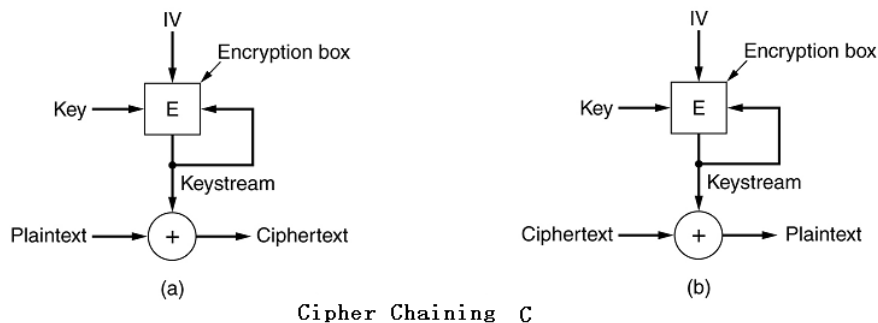 IV
Encryption box
Key
E
Keystream
Plaintext
+
Ciphertext
(a)
IV
Encryption box
Key
E
Keystream
Ciphertext
+
Plaintext
(b)
Cipher Chaining C